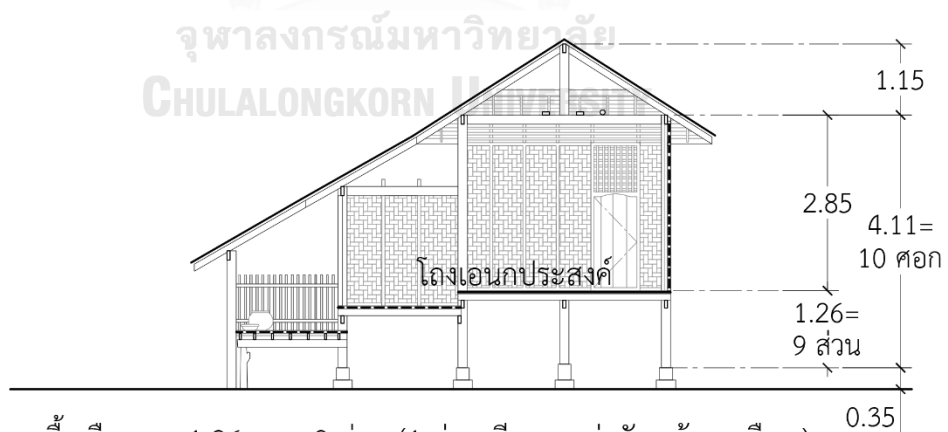 จุฬาลงกรณ์มหาวิทยาลัย
CHULALONGKORN UNIVERSITY
1.15
2.85
4.11=
10 ศอก
โถงเอนกประสงค์
1.26=
9 ส่วน
0.35